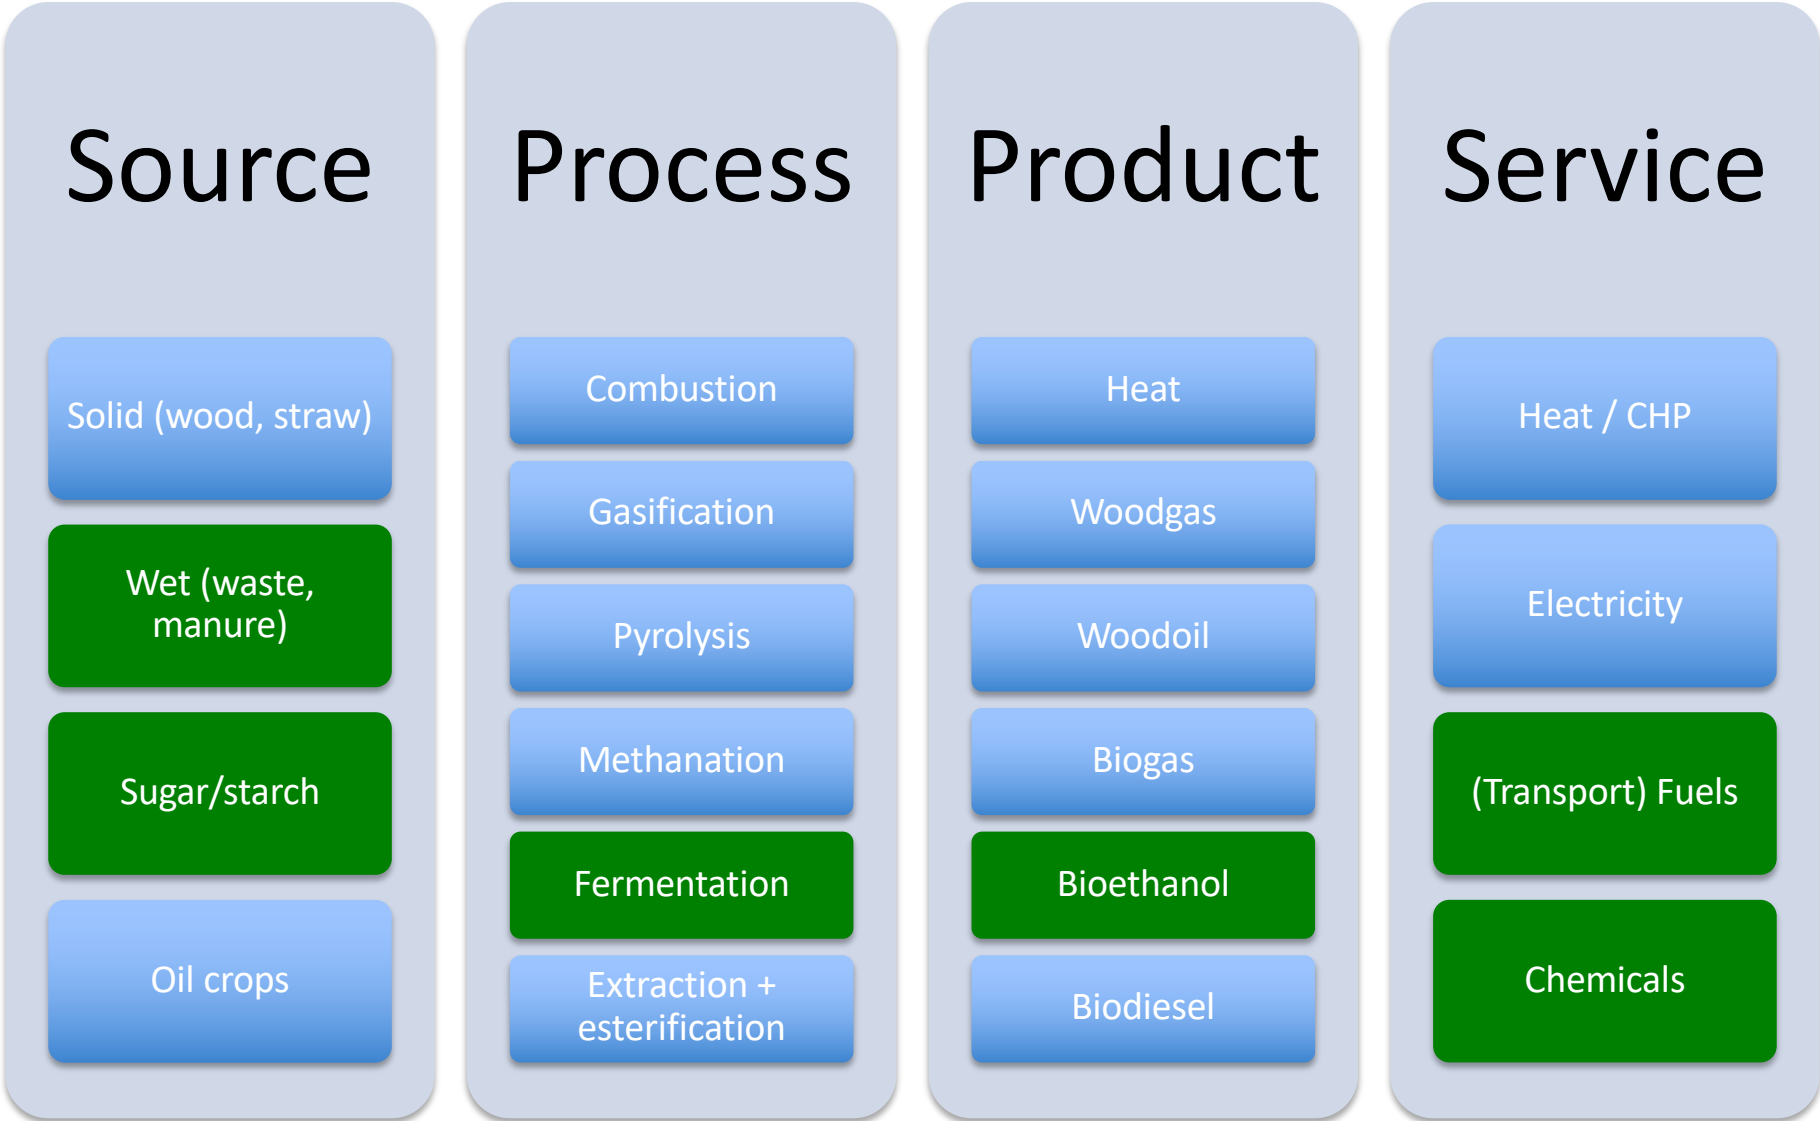 Source
Solid (wood, straw)
Wet (waste,
manure)
Sugar/starch
Oil crops
Process
Combustion
Gasification
Pyrolysis
Methanation
Fermentation
Extraction +
esterification
Product
Heat
Woodgas
Woodoil
Biogas
Bioethanol
Biodiesel
Service
Heat / CHP
Electricity
(Transport) Fuels
Chemicals